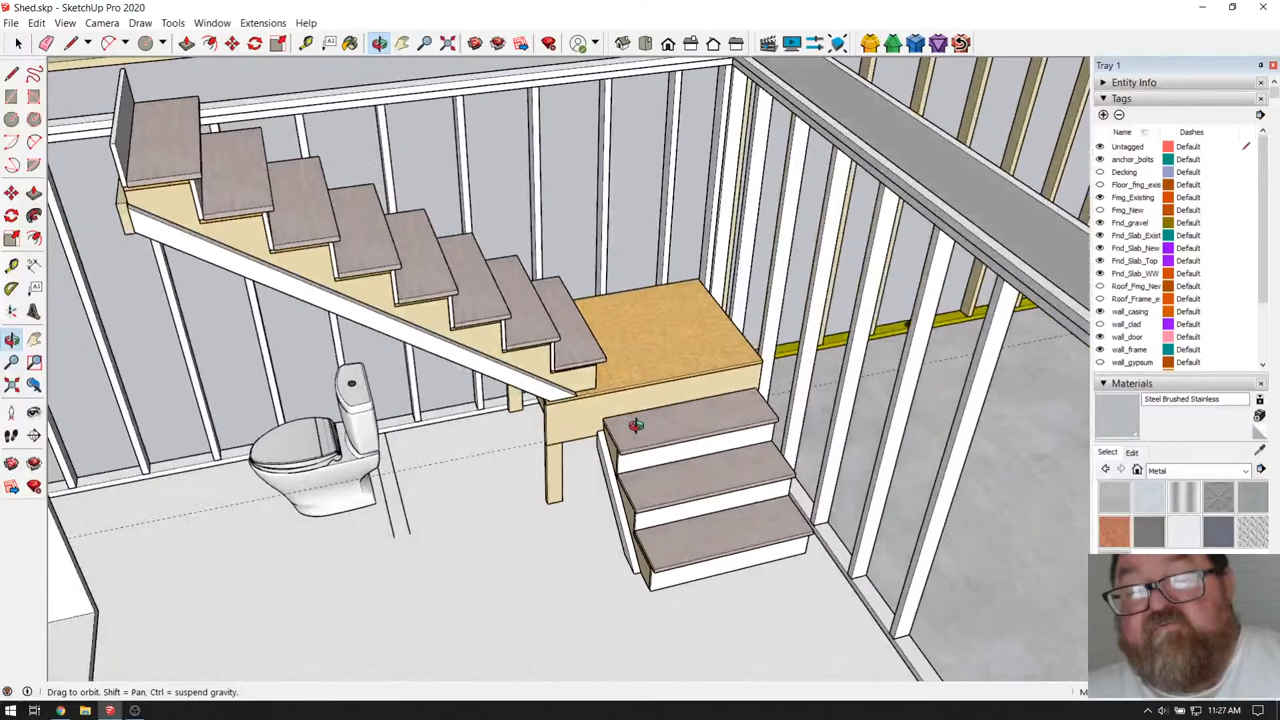 Shed.skp - SketchUp Pro 2020
File Edit View Camera Draw Tools Window Extensions Help
Tray 1
Entity Info
Tags
Name Dashes
Untagged Default
anchor_bolts Default
Decking Default
Floor_fmg_exis Default
Fmg_Existing Default
Fmg_New Default
Fnd_gravel Default
Fnd_Slab_Exist Default
Fnd_Slab_New Default
Fnd_Slab_Top Default
Fnd_Slab_WW Default
Roof_Fmg_New Default
Roof_Frame_e: Default
wall_casing Default
wall_clad Default
wall_door Default
wall_frame Default
wall_gypsum Default
Materials
Steel Brushed Stainless
Select Edit
Metal
Drag to orbit. Shift = Pan, Ctrl = suspend gravity.
M
11:27 AM